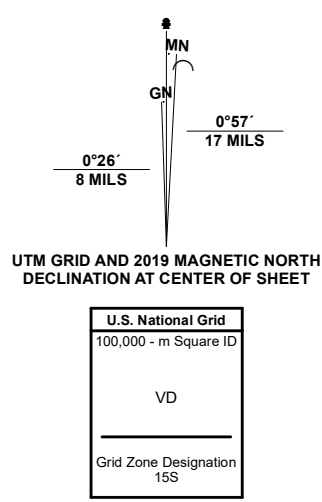 MN
GN
0°57´
17 MILS
0°26´
8 MILS
UTM GRID AND 2019 MAGNETIC NORTH
DECLINATION AT CENTER OF SHEET
U.S. National Grid
100,000 - m Square ID
VD
Grid Zone Designation
15S